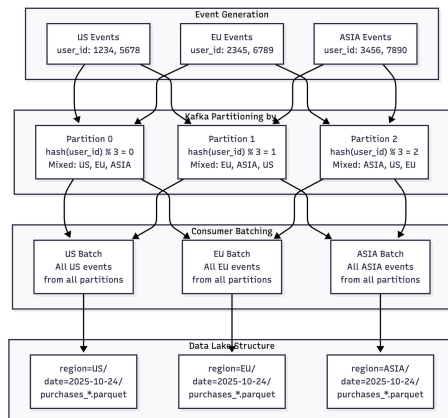 Event Generation
US Events
user_id: 1234, 5678
EU Events
user_id: 2345, 6789
ASIA Events
user_id: 3456, 7890
Kafka Partitioning by
Partition 0
hash(user_id) % 3 = 0
Mixed: US, EU, ASIA
Partition 1
hash(user_id) % 3 = 1
Mixed: EU, ASIA, US
Partition 2
hash(user_id) % 3 = 2
Mixed: ASIA, US, EU
Consumer Batching
US Batch
All US events
from all partitions
EU Batch
All EU events
from all partitions
ASIA Batch
All ASIA events
from all partitions
Data Lake Structure
region=US/
date=2025-10-24/
purchases_*.parquet
region=EU/
date=2025-10-24/
purchases_*.parquet
region=ASIA/
date=2025-10-24/
purchases_*.parquet